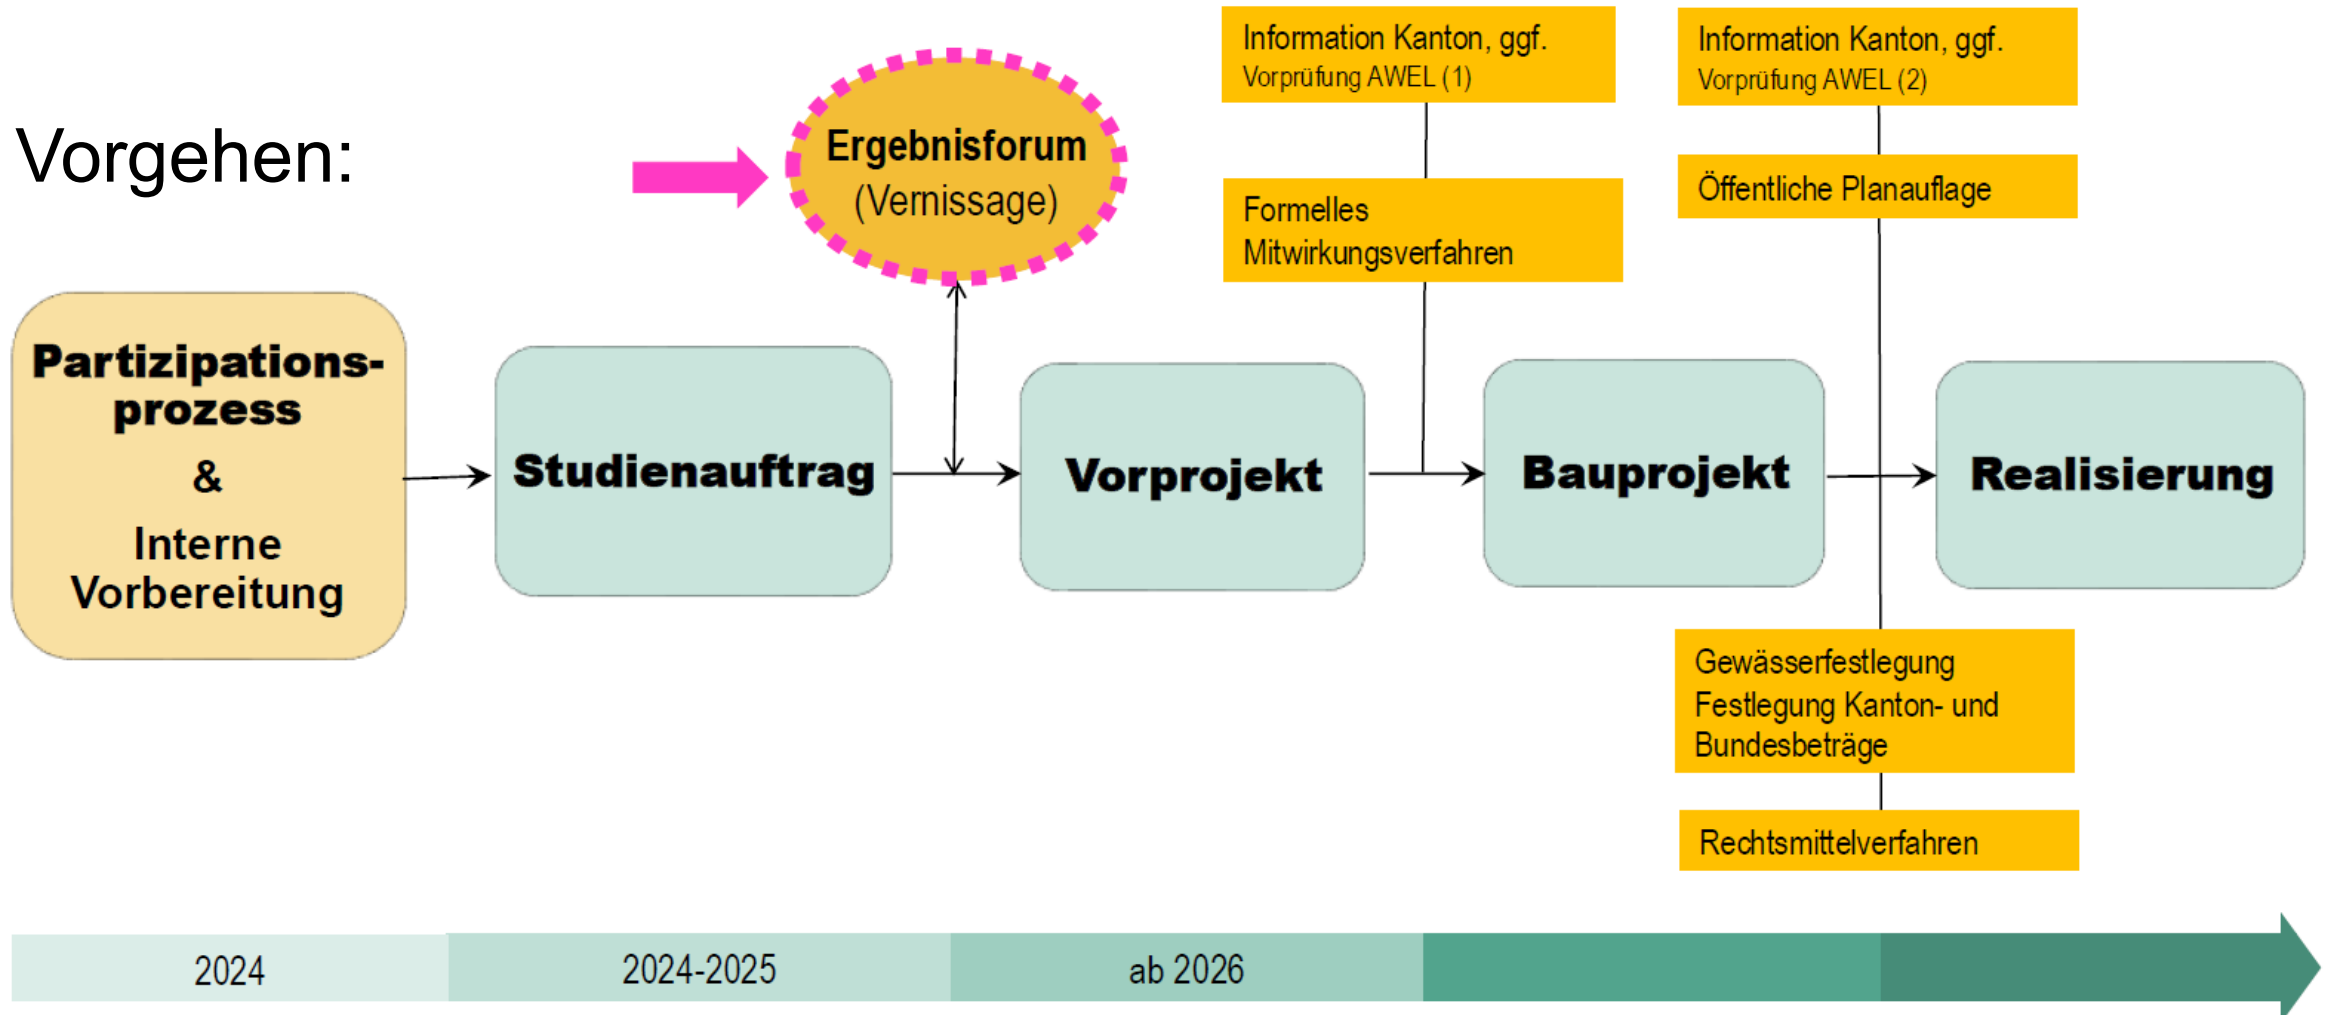 Vorgehen:
Ergebnisforum
(Vernissage)
Information Kanton, ggf.
Vorprüfung AWEL (1)
Formelles
Mitwirkungsverfahren
Information Kanton, ggf.
Vorprüfung AWEL (2)
Öffentliche Planauflage
Partizipations-
prozess
&
Interne
Vorbereitung
Studienauftrag
Vorprojekt
Bauprojekt
Realisierung
Gewässerfestlegung
Festlegung Kanton- und
Bundesbeträge
Rechtsmittelverfahren
2024
2024-2025
ab 2026